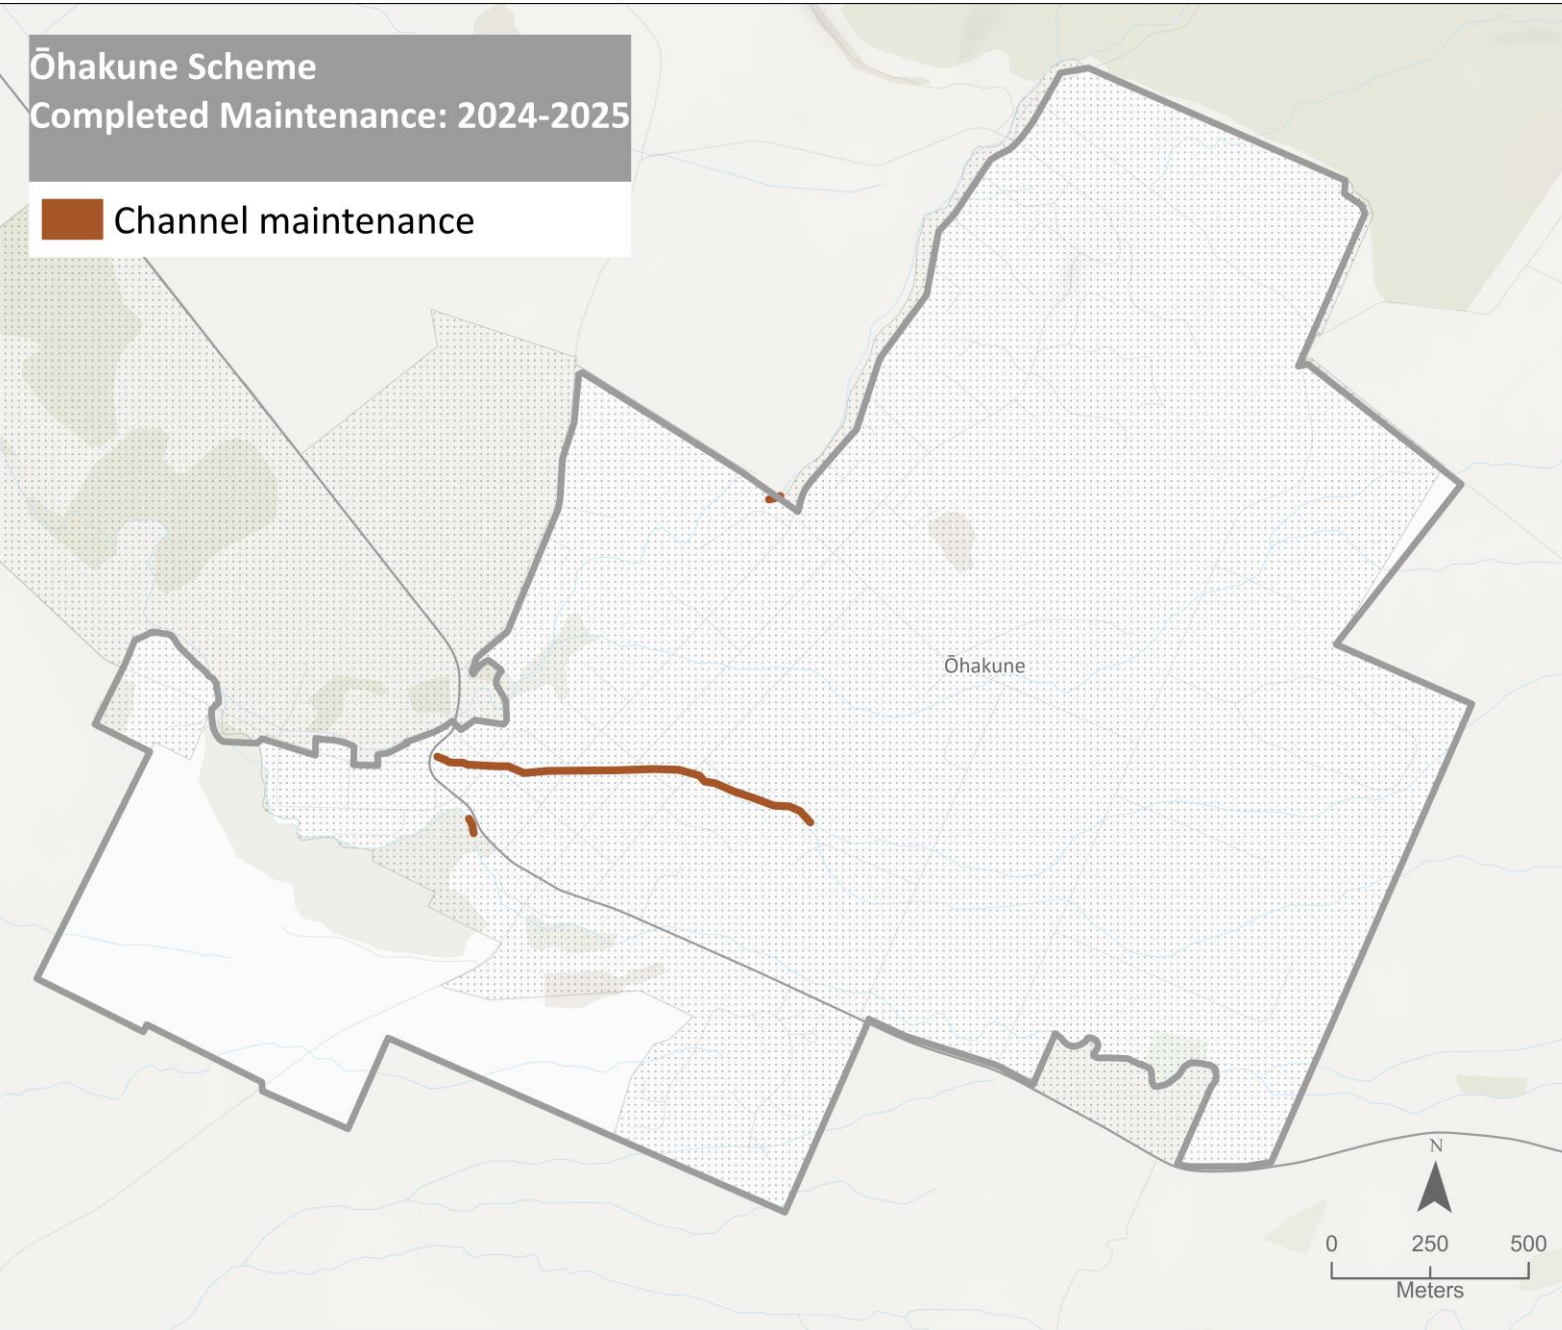 Ōhakune Scheme
Completed Maintenance: 2024-2025
Channel maintenance
Ōhakune
N
0 250 500
Meters